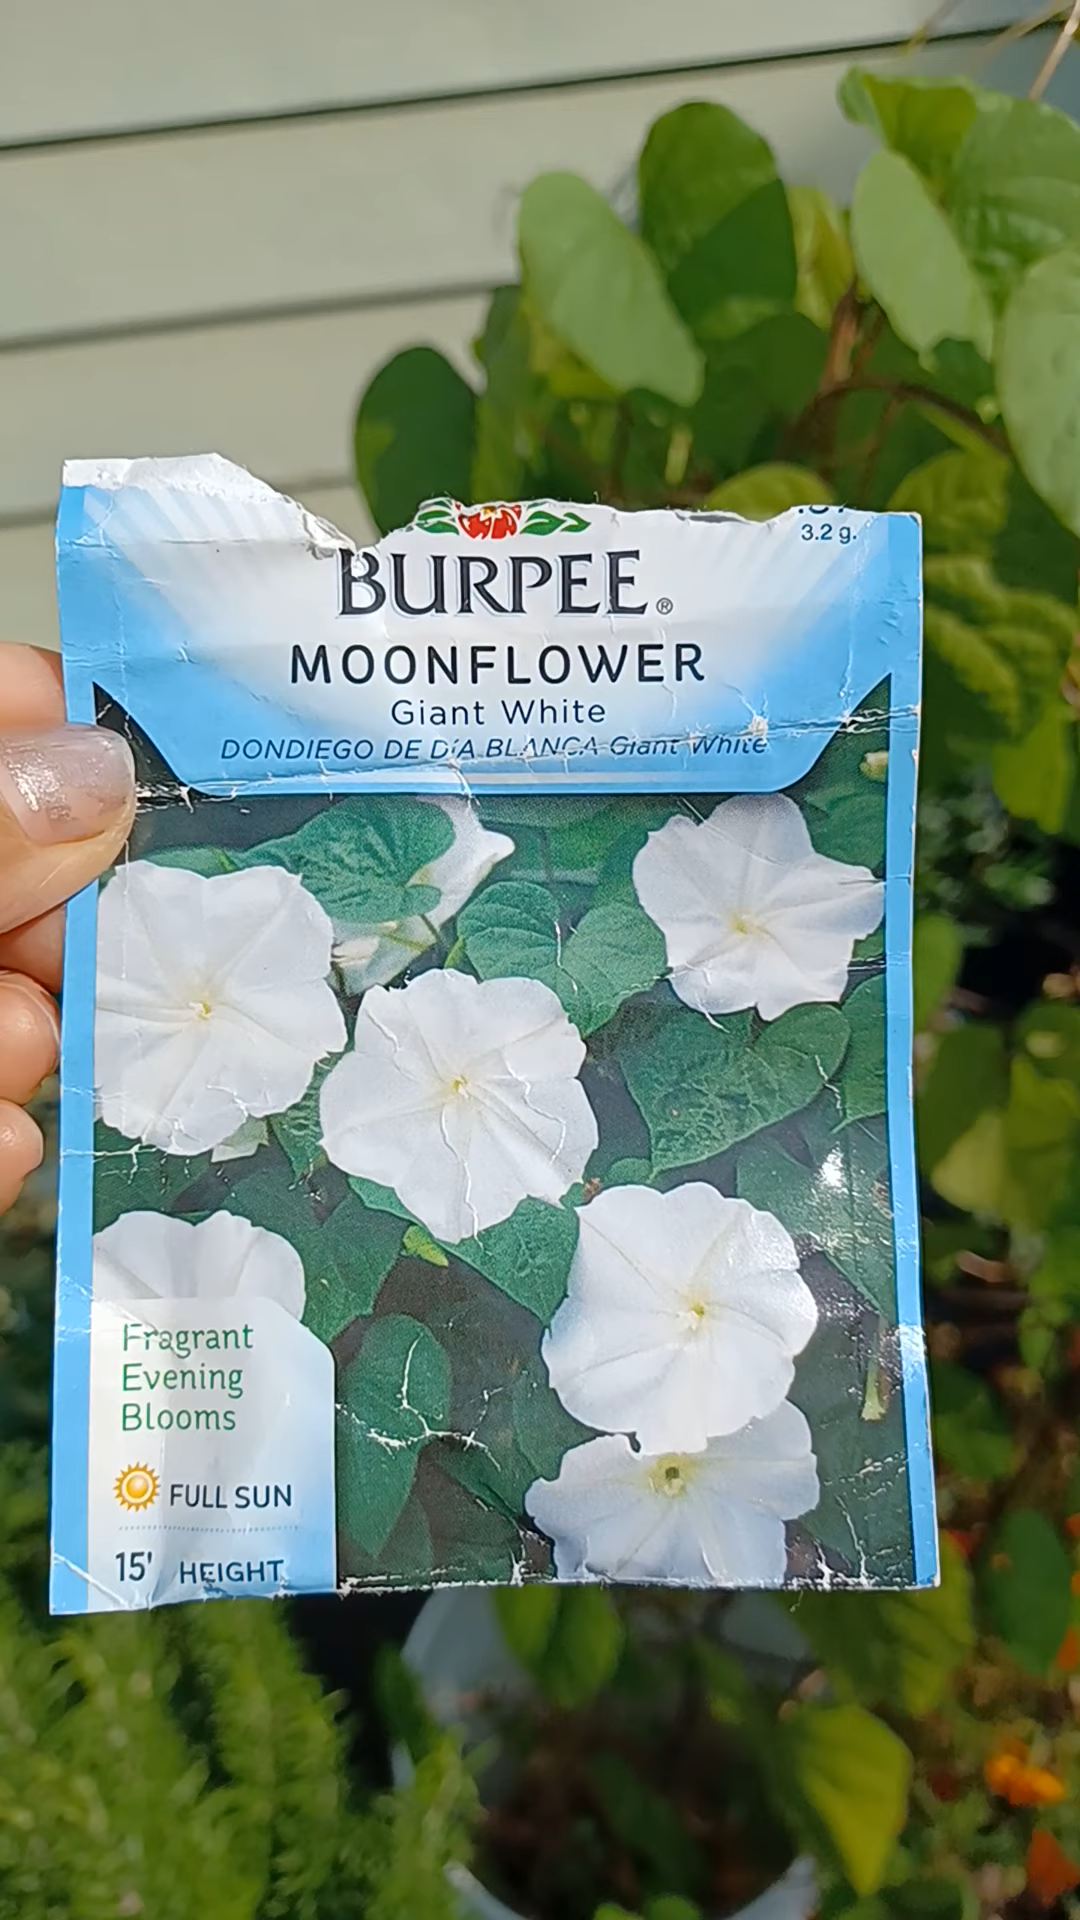 3.2 g.
BURPEE®
MOONFLOWER
Giant White
DONDIEGO DE DÍA BLANCA Giant White
Fragrant
Evening
Blooms
FULL SUN
15' HEIGHT